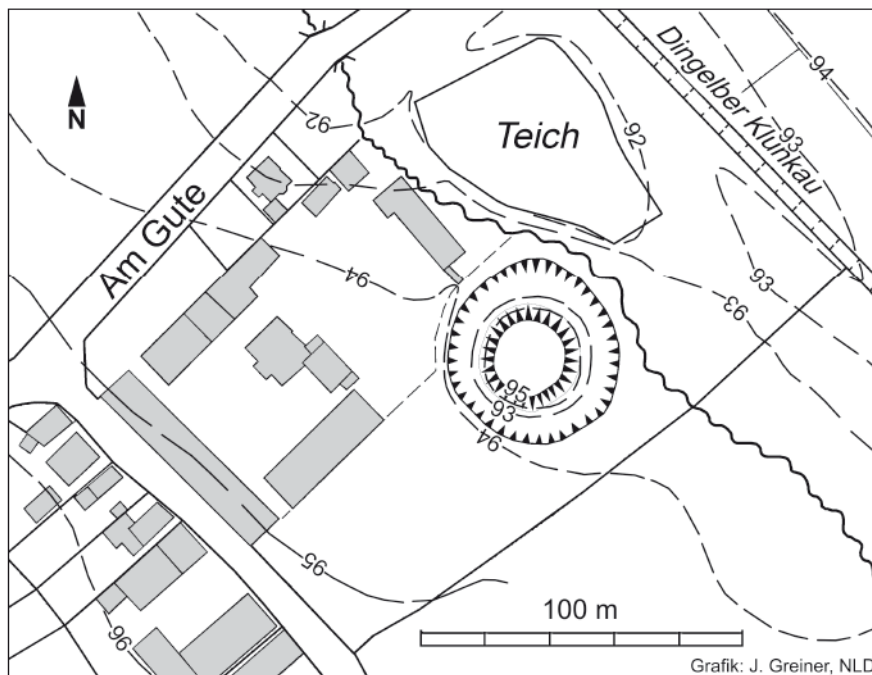 N
Am Gute
Teich
Dingelber Klunkau
92
92
94
93
93
93
94
95
93
94
95
96
100 m
Grafik: J. Greiner, NLD